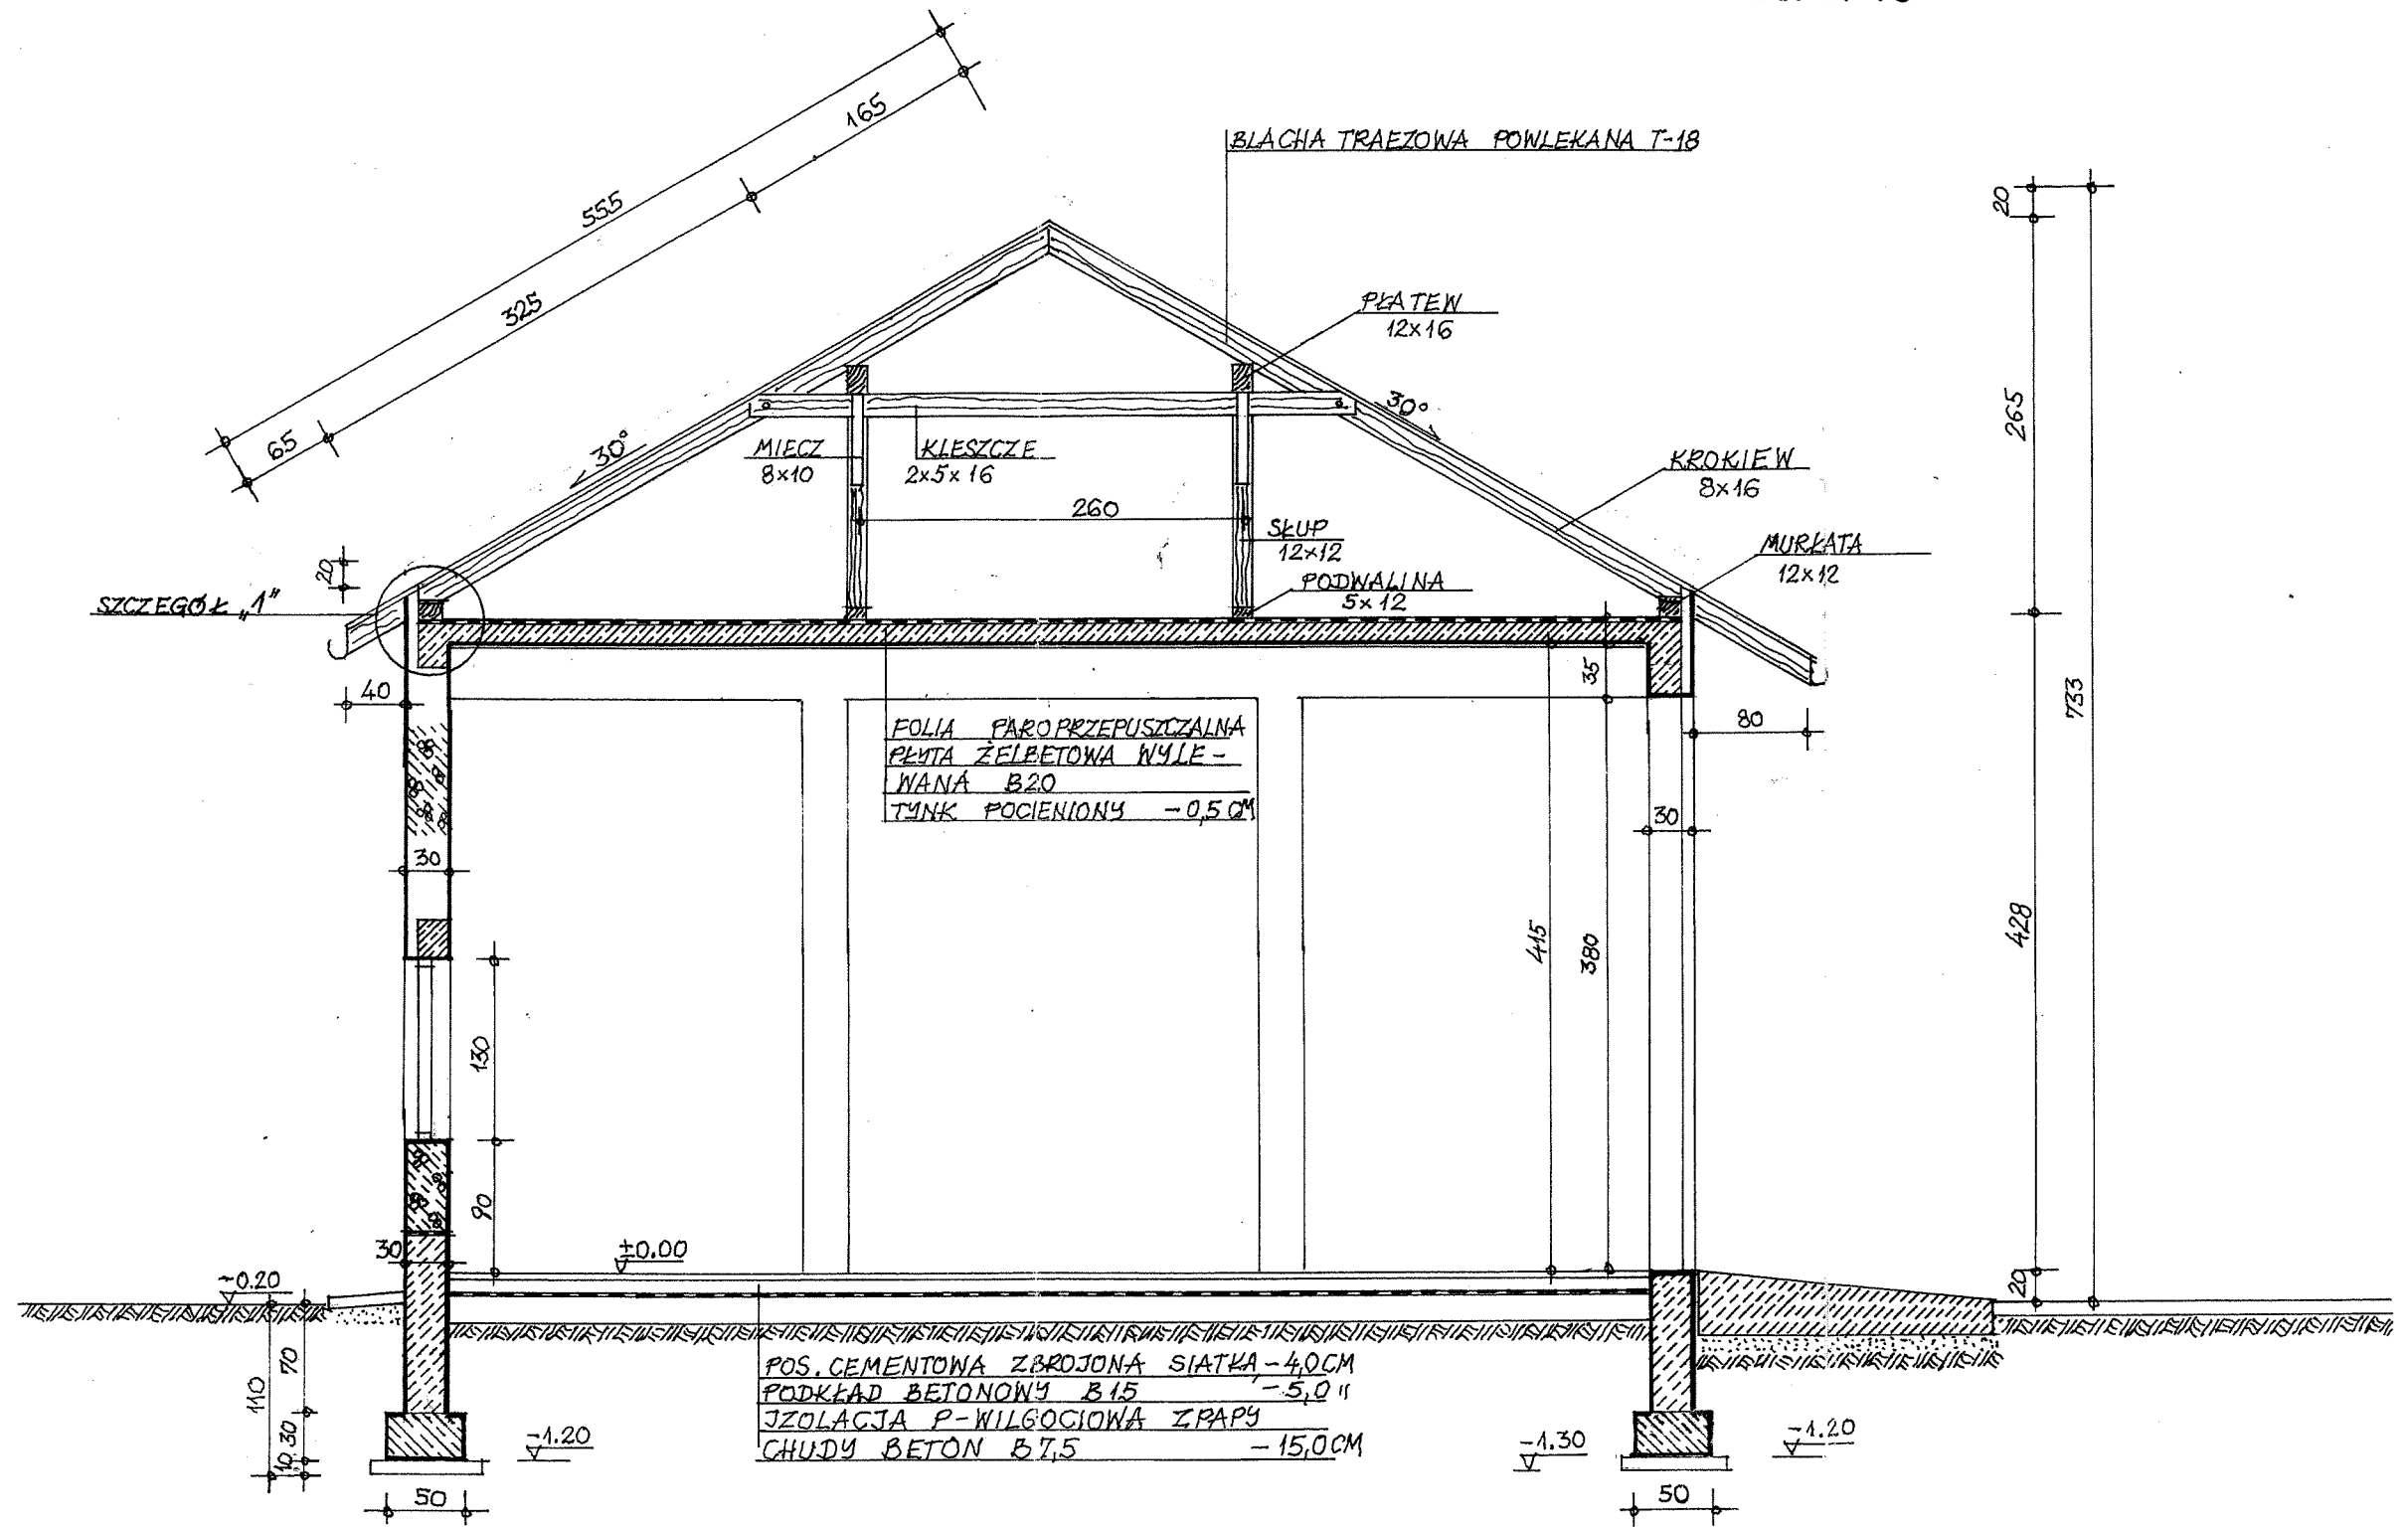 165
555
325
65
BLACHA TRAEZOWA POWLEKANA T-18
20
PŁATEW
12x16
30°
30°
265
MIECZ
8x10
KLESZCZE
2x5x16
KROKIEW
8x16
260
SŁUP
12x12
MURŁATA
12x12
20
PODWALINA
5x12
SZCZEGÓŁ „1"
35
733
40
80
FOLIA PAROPRZEPUSZCZALNA
PŁYTA ŻELBETOWA WYLE-
WANA B20
TYNK POCIENIONY -0,5 CM
30
30
415
380
428
130
90
30
±0.00
-0.20
20
110
70
30
10
POS. CEMENTOWA ZBROJONA SIATKĄ -4,0CM
PODKŁAD BETONOWY B15 -5,0 "
IZOLACJA P-WILGOCIOWA ZPAPY
CHUDY BETON B7,5 -15,0CM
-1.20
-1.30
-1.20
50
50